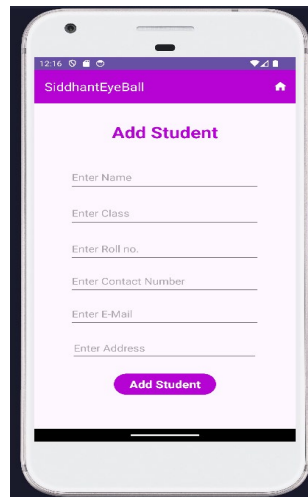 12:16
SiddhantEyeBall
Add Student
Enter Name
Enter Class
Enter Roll no.
Enter Contact Number
Enter E-Mail
Enter Address
Add Student